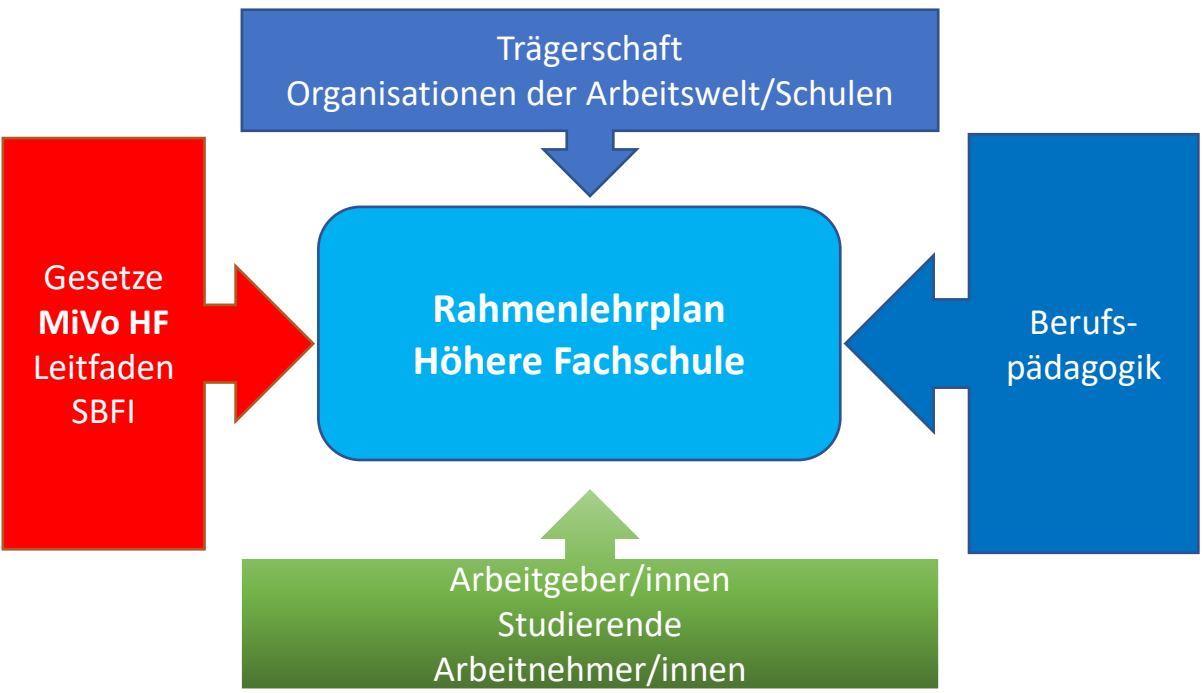 Trägerschaft
Organisationen der Arbeitswelt/Schulen
Gesetze
MiVo HF
Leitfaden
SBFI
Rahmenlehrplan
Höhere Fachschule
Berufs-
pädagogik
Arbeitgeber/innen
Studierende
Arbeitnehmer/innen